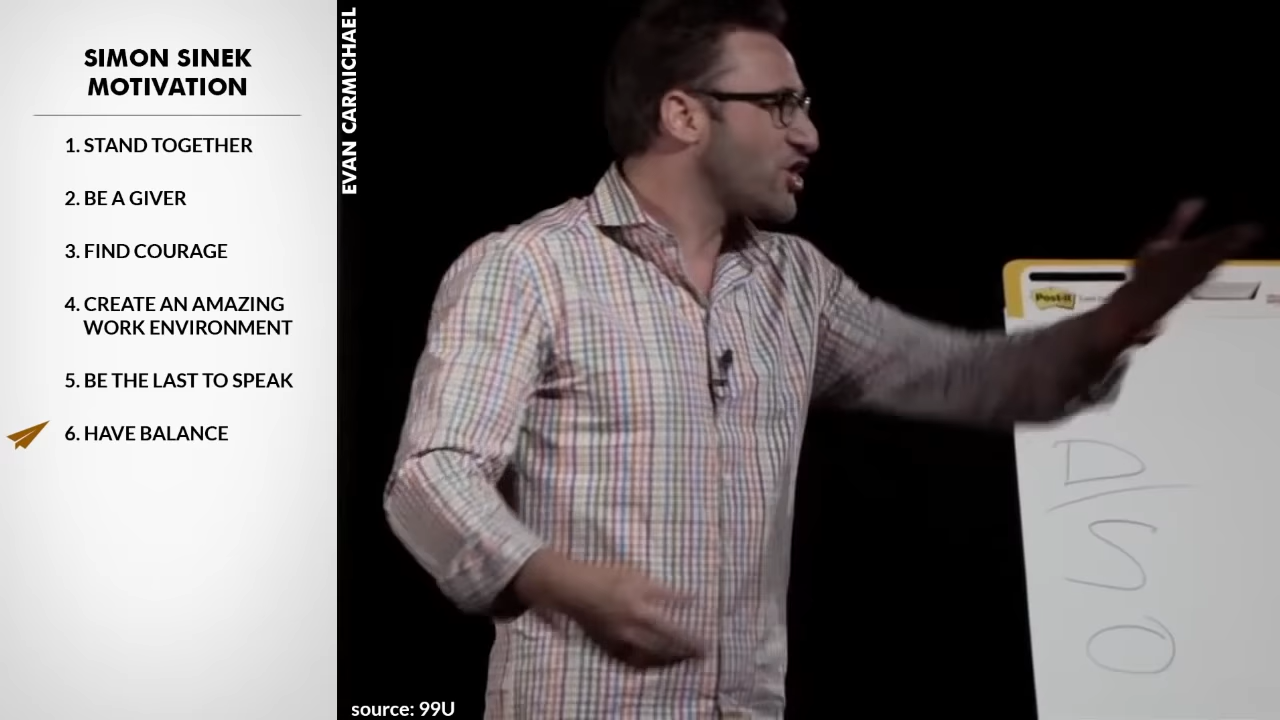 SIMON SINEK
MOTIVATION
1. STAND TOGETHER
2. BE A GIVER
3. FIND COURAGE
4. CREATE AN AMAZING
WORK ENVIRONMENT
5. BE THE LAST TO SPEAK
6. HAVE BALANCE
EVAN CARMICHAEL
Post-it
D
S
O
source: 99U